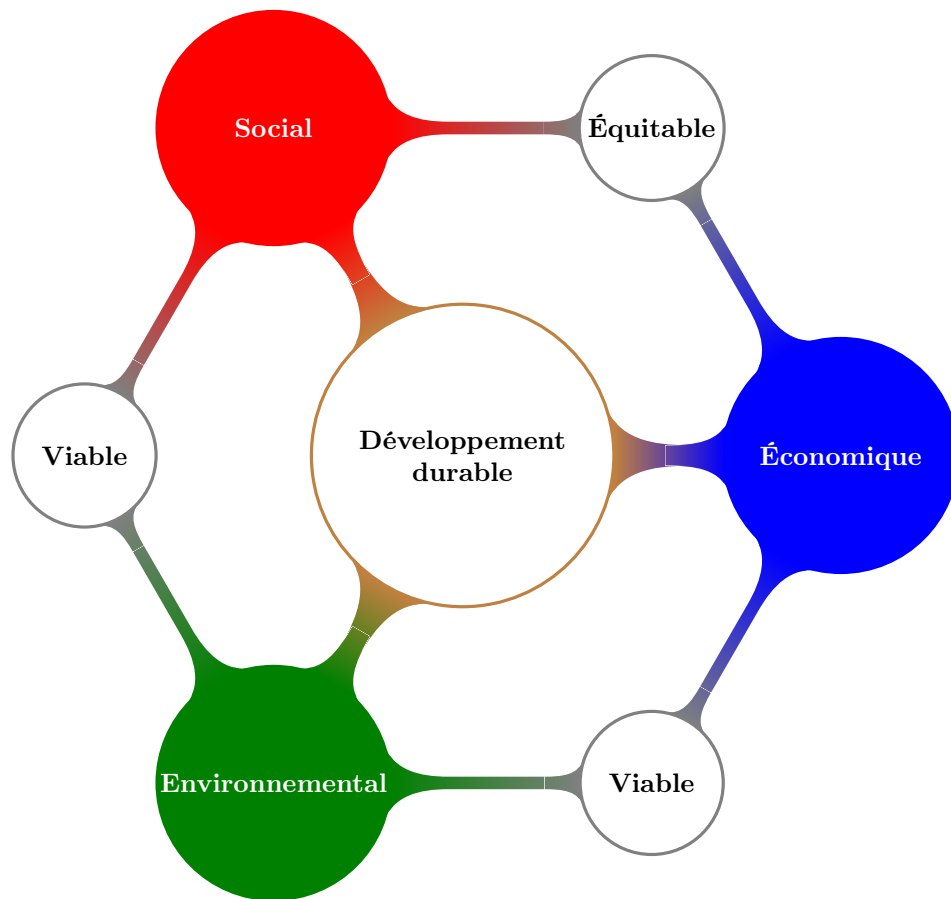 Social
Équitable
Viable
Développement
durable
Économique
Environnemental
Viable